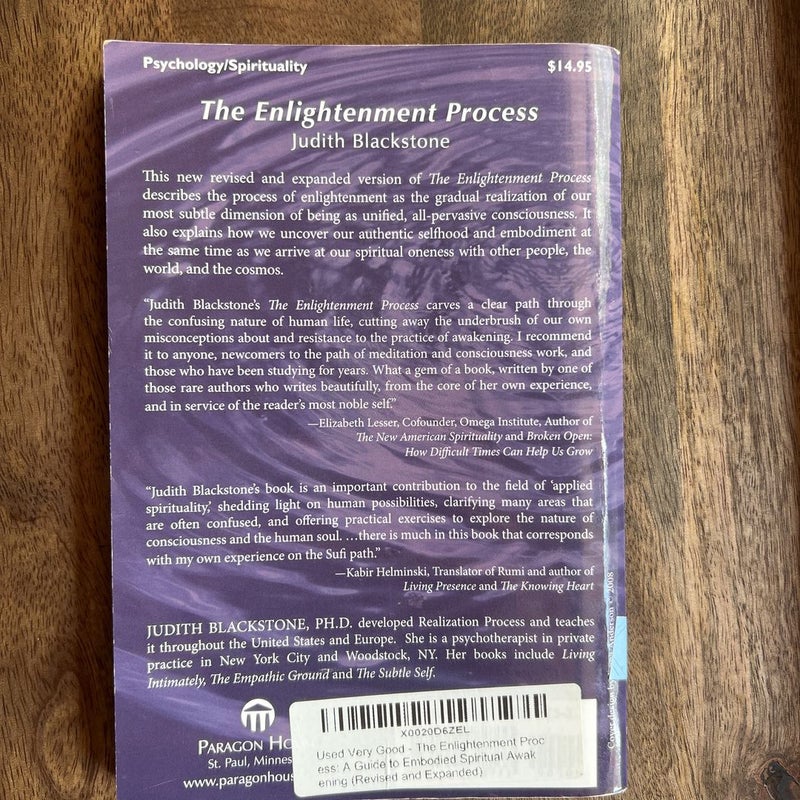 Psychology/Spirituality
$14.95
The Enlightenment Process
Judith Blackstone
This new revised and expanded version of The Enlightenment Process
describes the process of enlightenment as the gradual realization of our
most subtle dimension of being as unified, all-pervasive consciousness. It
also explains how we uncover our authentic selfhood and embodiment at
the same time as we arrive at our spiritual oneness with other people, the
world, and the cosmos.
“Judith Blackstone’s The Enlightenment Process carves a clear path through
the confusing nature of human life, cutting away the underbrush of our own
misconceptions about and resistance to the practice of awakening. I recommend
it to anyone, newcomers to the path of meditation and consciousness work, and
those who have been studying for years. What a gem of a book, written by one of
those rare authors who writes beautifully, from the core of her own experience,
and in service of the reader’s most noble self.”
—Elizabeth Lesser, Cofounder, Omega Institute, Author of
The New American Spirituality and Broken Open:
How Difficult Times Can Help Us Grow
“Judith Blackstone’s book is an important contribution to the field of ‘applied
spirituality,’ shedding light on human possibilities, clarifying many areas that
are often confused, and offering practical exercises to explore the nature of
consciousness and the human soul. …there is much in this book that corresponds
with my own experience on the Sufi path.”
—Kabir Helminski, Translator of Rumi and author of
Living Presence and The Knowing Heart
JUDITH BLACKSTONE, PH.D. developed Realization Process and teaches
it throughout the United States and Europe. She is a psychotherapist in private
practice in New York City and Woodstock, NY. Her books include Living
Intimately, The Empathic Ground and The Subtle Self.
PARAGON HO
St. Paul, Minnes
www.paragonhous
X0020D6ZEL
Used Very Good - The Enlightenment Proc
ess: A Guide to Embodied Spiritual Awak
ening (Revised and Expanded)
Cover design by Anderson © 2008